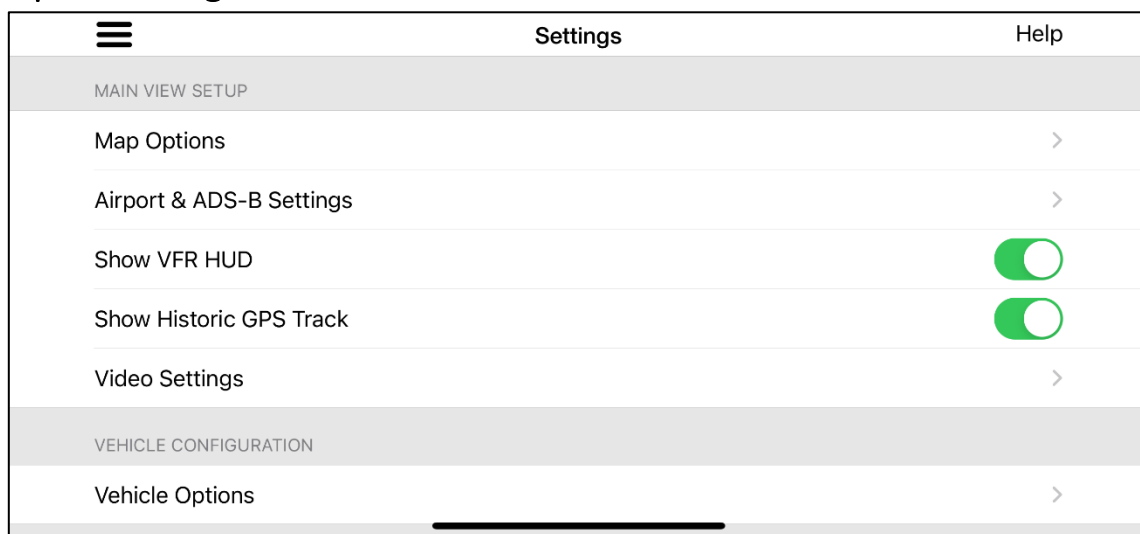 Settings
Help
MAIN VIEW SETUP
Map Options
Airport & ADS-B Settings
Show VFR HUD
Show Historic GPS Track
Video Settings
VEHICLE CONFIGURATION
Vehicle Options